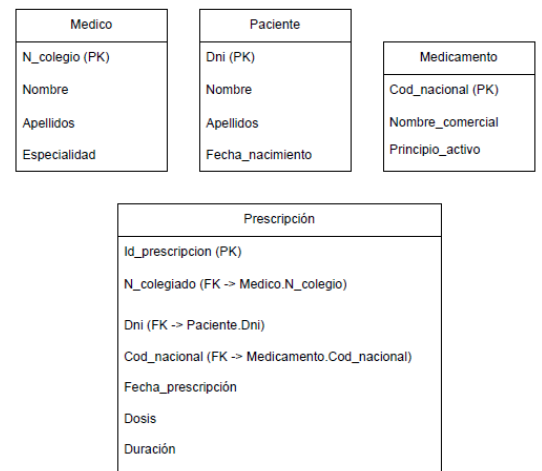 Medico
N_colegio (PK)
Nombre
Apellidos
Especialidad
Paciente
Dni (PK)
Nombre
Apellidos
Fecha_nacimiento
Medicamento
Cod_nacional (PK)
Nombre_comercial
Principio_activo
Prescripción
Id_prescripcion (PK)
N_colegiado (FK -> Medico.N_colegio)
Dni (FK -> Paciente.Dni)
Cod_nacional (FK -> Medicamento.Cod_nacional)
Fecha_prescripción
Dosis
Duración